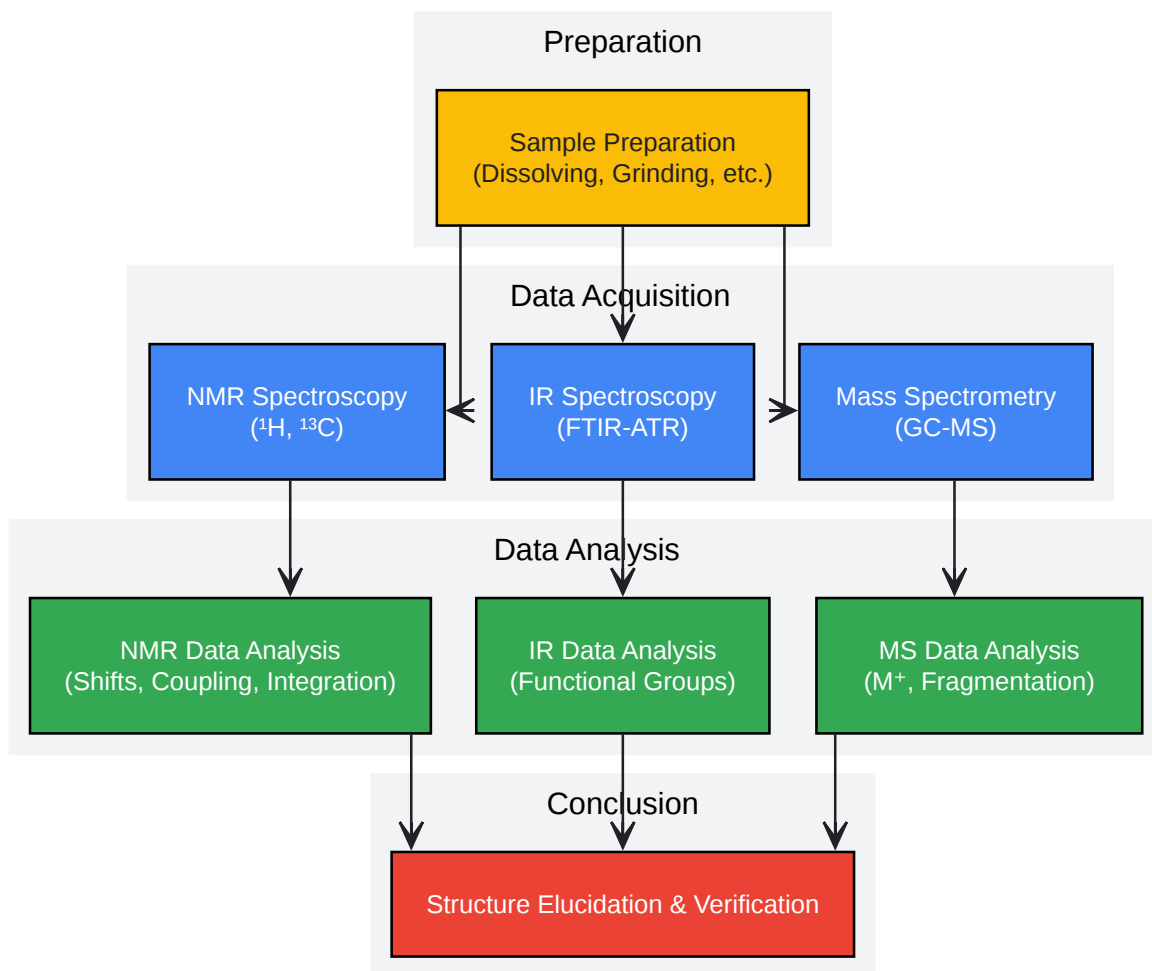 Preparation
Sample Preparation
(Dissolving, Grinding, etc.)
Data Acquisition
NMR Spectroscopy
(¹H, ¹³C)
IR Spectroscopy
(FTIR-ATR)
Mass Spectrometry
(GC-MS)
Data Analysis
NMR Data Analysis
(Shifts, Coupling, Integration)
IR Data Analysis
(Functional Groups)
MS Data Analysis
(M⁺, Fragmentation)
Conclusion
Structure Elucidation & Verification